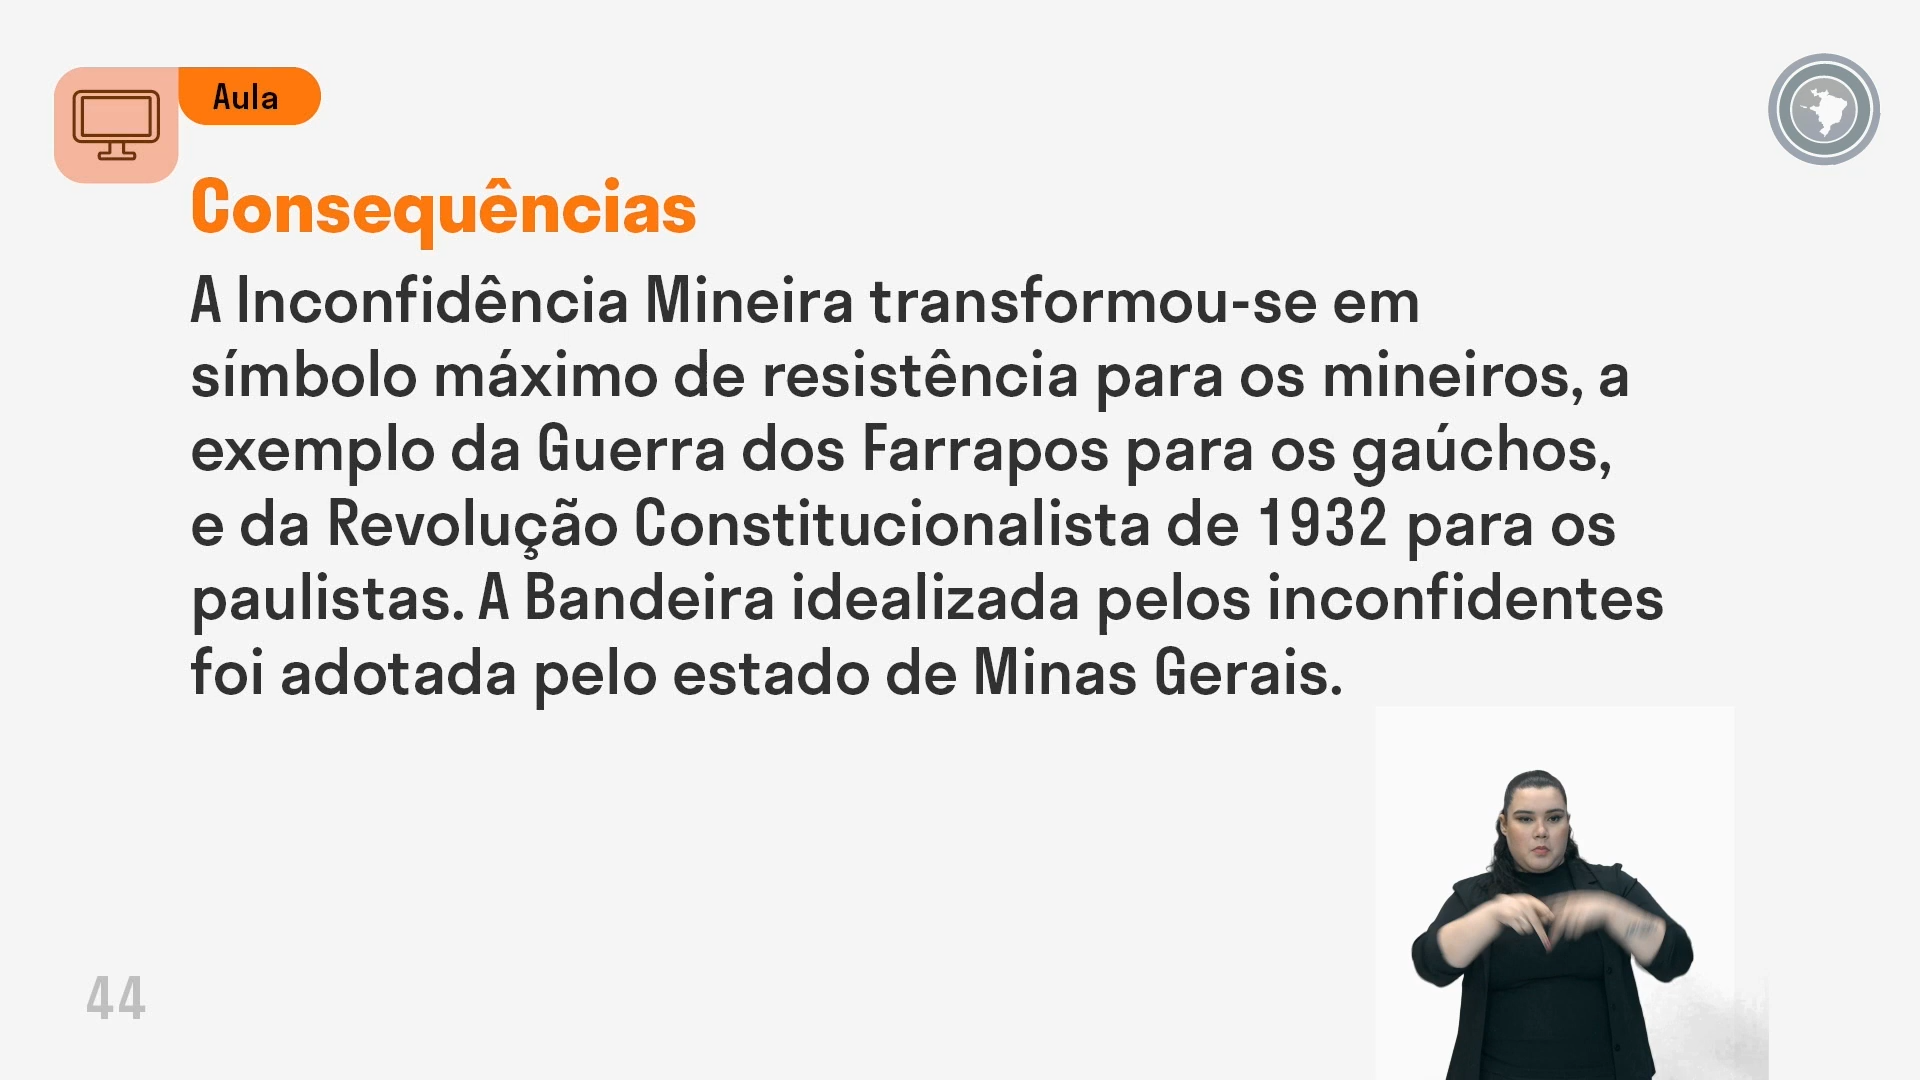 Aula
Consequências
A Inconfidência Mineira transformou-se em
símbolo máximo de resistência para os mineiros, a
exemplo da Guerra dos Farrapos para os gaúchos,
e da Revolução Constitucionalista de 1932 para os
paulistas. A Bandeira idealizada pelos inconfidentes
foi adotada pelo estado de Minas Gerais.
44